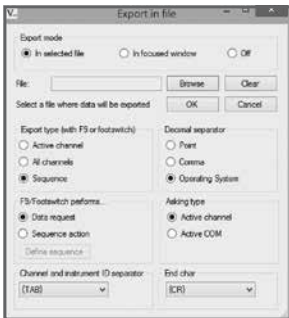 Export in file
Export mode
In selected file
In focused window
Off
File:
Browse
Clear
Select a file where data will be exported
OK
Cancel
Export type (with FS or footswitch)
Active channel
All channels
Sequence
Decimal separator
Point
Comma
Operating System
FS/Footswitch performs...
Data request
Sequence action
Define sequence
Asking type
Active channel
Active COM
Channel and instrument ID separator
{TAB}
End char
{CR}